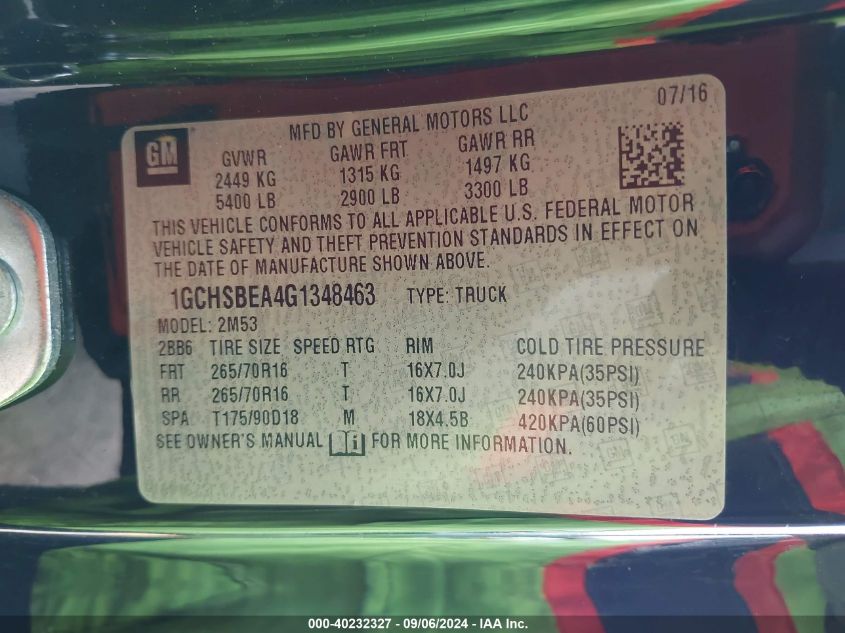 07/16
GM
MFD BY GENERAL MOTORS LLC
GVWR GAWR FRT GAWR RR
2449 KG 1315 KG 1497 KG
5400 LB 2900 LB 3300 LB
THIS VEHICLE CONFORMS TO ALL APPLICABLE U.S. FEDERAL MOTOR
VEHICLE SAFETY AND THEFT PREVENTION STANDARDS IN EFFECT ON
THE DATE OF MANUFACTURE SHOWN ABOVE.
1GCHSBEA4G1348463 TYPE: TRUCK
MODEL: 2M53
2BB6 TIRE SIZE SPEED RTG RIM COLD TIRE PRESSURE
FRT 265/70R16 T 16X7.0J 240KPA(35PSI)
RR 265/70R16 T 16X7.0J 240KPA(35PSI)
SPA T175/90D18 M 18X4.5B 420KPA(60PSI)
SEE OWNER'S MANUAL i FOR MORE INFORMATION.
000-40232327 - 09/06/2024 - IAA Inc.